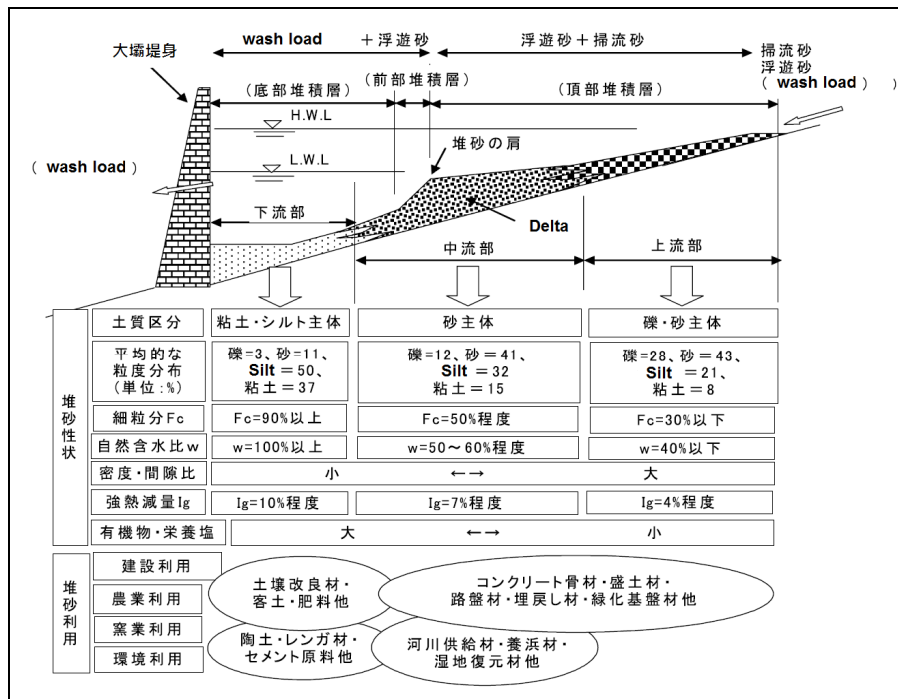 wash load ＋浮遊砂 浮遊砂＋掃流砂
大壩堤身
掃流砂
浮遊砂
(wash load)
(前部堆積層)
(底部堆積層) (頂部堆積層)
H.W.L
堆砂の肩
L.W.L
(wash load)
下流部
Delta
中流部 上流部
堆砂性状
土質区分 粘土・シルト主体 砂主体 礫・砂主体
平均的な
粒度分布
(単位:%)
礫=3、砂=11、
Silt=50、
粘土=37
礫=12、砂=41、
Silt=32
粘土=15
礫=28、砂=43、
Silt=21、
粘土=8
細粒分Fc Fc=90%以上 Fc=50%程度 Fc=30%以下
自然含水比w w=100%以上 w=50～60%程度 w=40%以下
密度・間隙比 小 ←→ 大
強熱減量Ig Ig=10%程度 Ig=7%程度 Ig=4%程度
有機物・栄養塩 大 ←→ 小
堆砂利用
建設利用
農業利用
窯業利用
環境利用
土壌改良材・
客土・肥料他
コンクリート骨材・盛土材・
路盤材・埋戻し材・緑化基盤材他
陶土・レンガ材・
セメント原料他
河川供給材・養浜材・
湿地復元材他